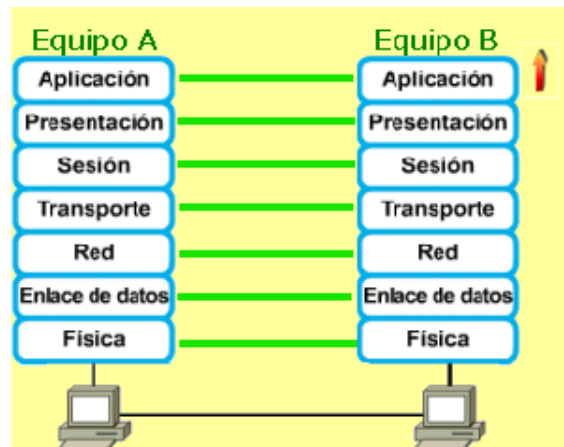 Equipo A
Equipo B
Aplicación
Aplicación
Presentación
Presentación
Sesión
Sesión
Transporte
Transporte
Red
Red
Enlace de datos
Enlace de datos
Física
Física